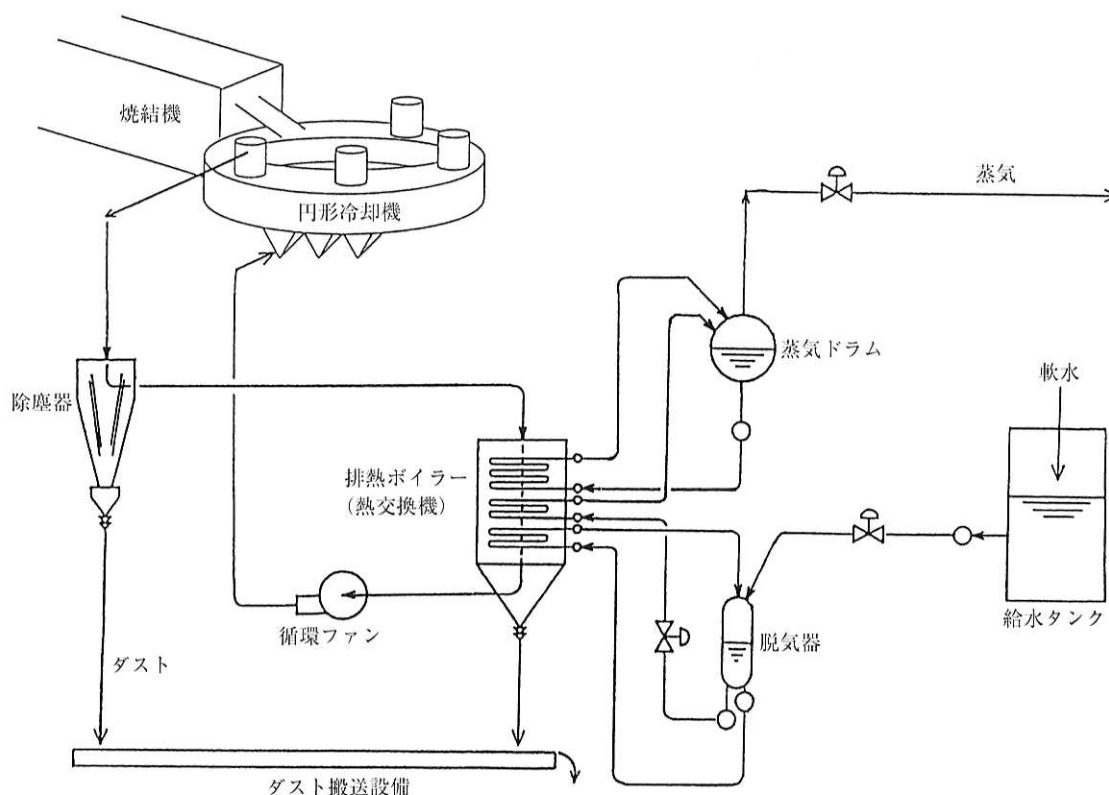 焼結機
円形冷却機
蒸気
蒸気ドラム
軟水
除塵器
排熱ボイラー
(熱交換機)
循環ファン
給水タンク
脱気器
ダスト
ダスト搬送設備